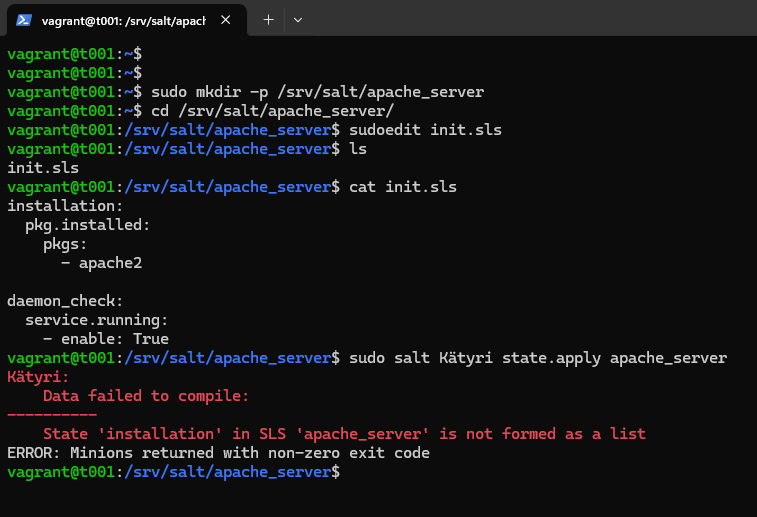 vagrant@t001: /srv/salt/apacl
vagrant@t001:~$
vagrant@t001:~$
vagrant@t001:~$ sudo mkdir -p /srv/salt/apache_server
vagrant@t001:~$ cd /srv/salt/apache_server/
vagrant@t001:/srv/salt/apache_server$ sudoedit init.sls
vagrant@t001:/srv/salt/apache_server$ ls
init.sls
vagrant@t001:/srv/salt/apache_server$ cat init.sls
installation:
  pkg.installed:
    pkgs:
      - apache2

daemon_check:
  service.running:
    - enable: True
vagrant@t001:/srv/salt/apache_server$ sudo salt Kätyri state.apply apache_server
Kätyri:
    Data failed to compile:
----------
    State 'installation' in SLS 'apache_server' is not formed as a list
ERROR: Minions returned with non-zero exit code
vagrant@t001:/srv/salt/apache_server$